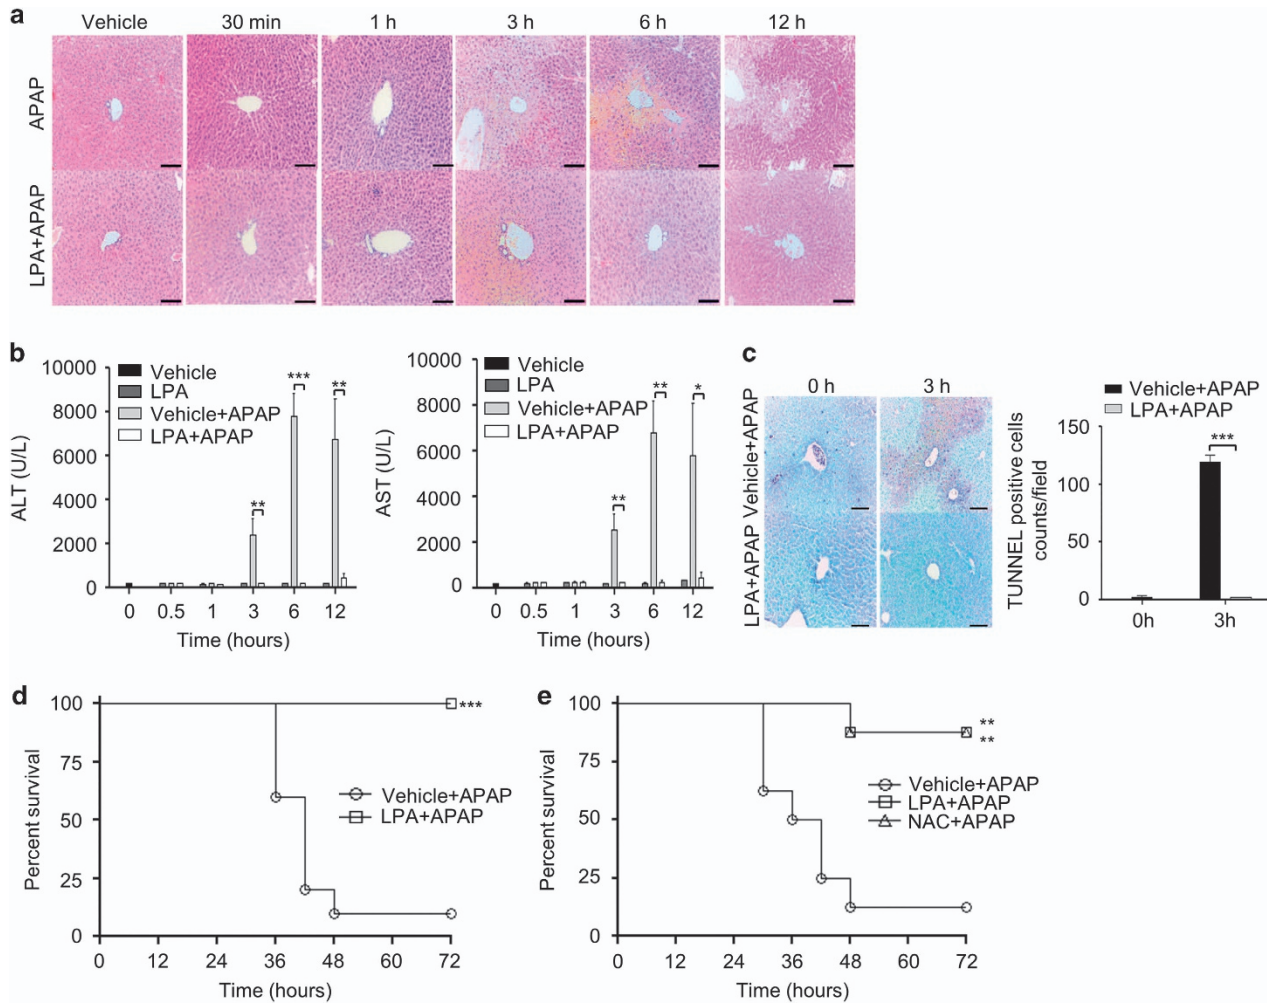 a
Vehicle 30 min 1 h 3 h 6 h 12 h
APAP
LPA+APAP
b
ALT (U/L)
10000
8000
6000
4000
2000
0
Vehicle
LPA
Vehicle+APAP
LPA+APAP
**
***
**
0 0.5 1 3 6 12
Time (hours)
AST (U/L)
10000
8000
6000
4000
2000
0
Vehicle
LPA
Vehicle+APAP
LPA+APAP
**
**
*
0 0.5 1 3 6 12
Time (hours)
c
0 h 3 h
Vehicle+APAP
LPA+APAP
TUNNEL positive cells
counts/field
Vehicle+APAP
LPA+APAP
150
100
50
0
***
0h 3h
d
Percent survival
100
75
50
25
0
***
Vehicle+APAP
LPA+APAP
0 12 24 36 48 60 72
Time (hours)
e
Percent survival
100
75
50
25
0
**
**
Vehicle+APAP
LPA+APAP
NAC+APAP
0 12 24 36 48 60 72
Time (hours)